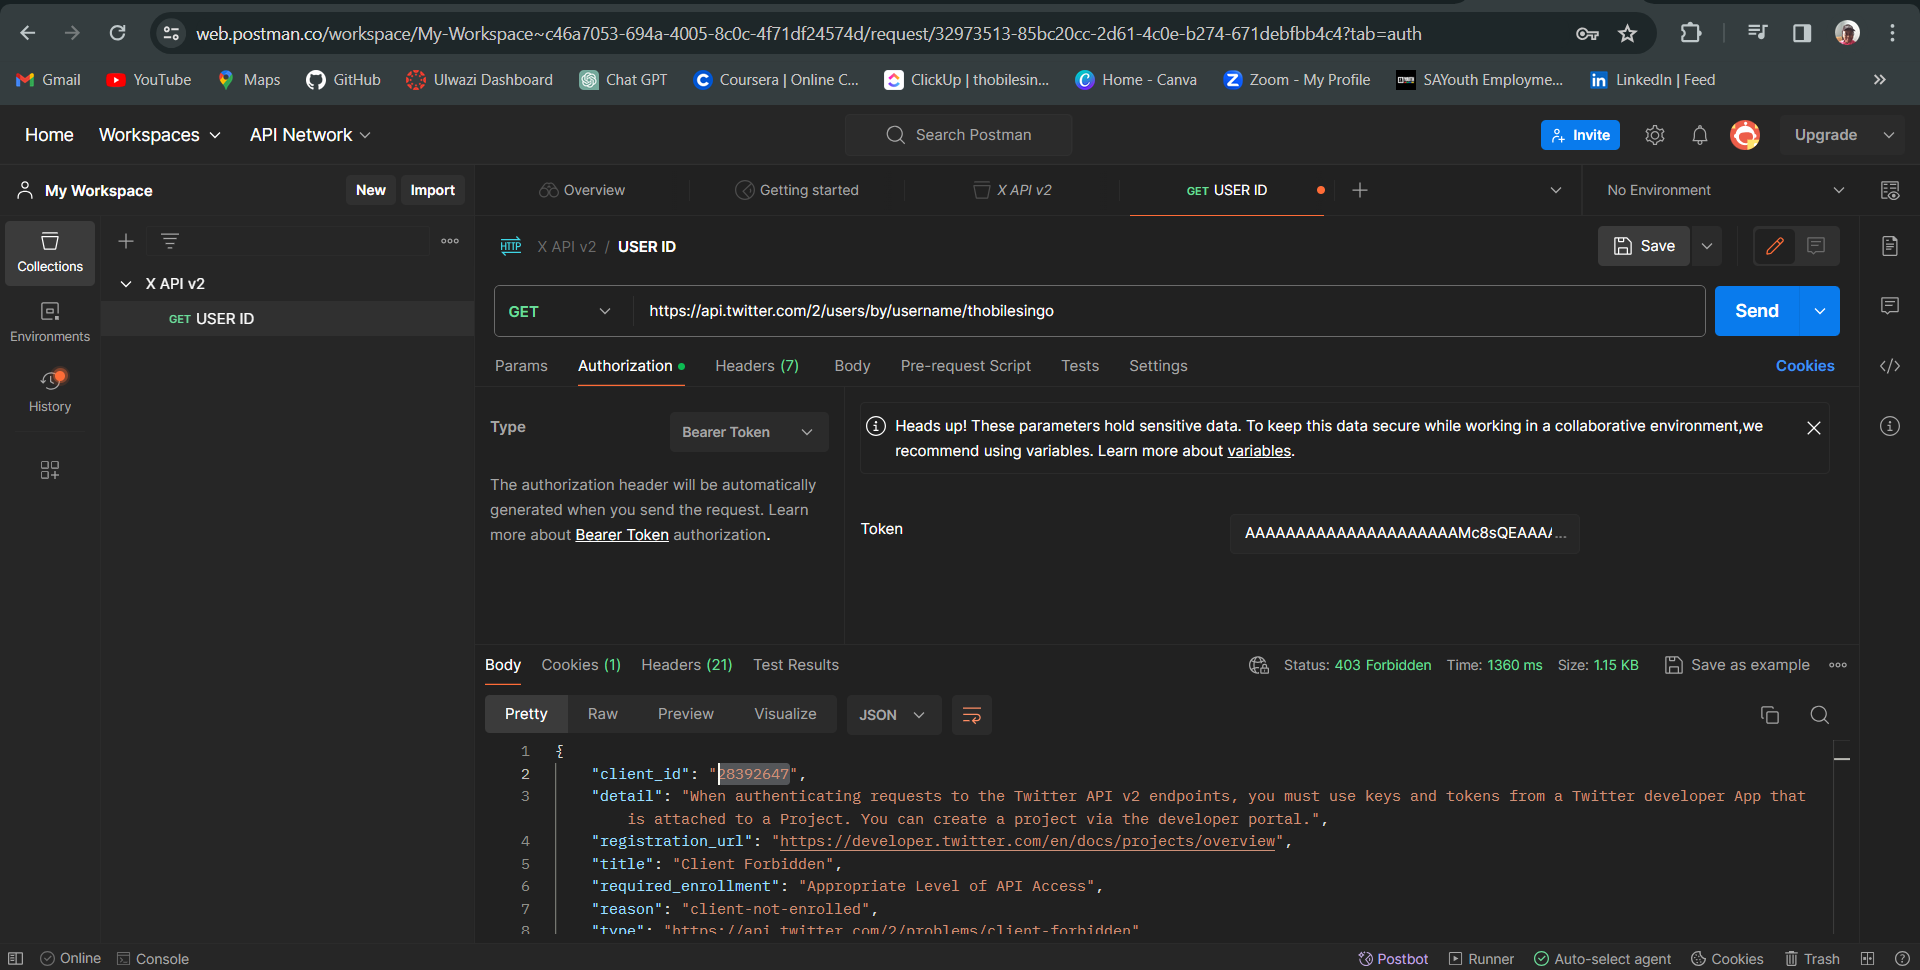 web.postman.co/workspace/My-Workspace~c46a7053-694a-4005-8c0c-4f71df24574d/request/32973513-85bc20cc-2d61-4c0e-b274-671debfbb4c4?tab=auth
Gmail YouTube Maps GitHub Ulwazi Dashboard Chat GPT Coursera | Online C... ClickUp | thobilesin... Home - Canva Zoom - My Profile SAYouth Employme... LinkedIn | Feed »
Home Workspaces API Network Search Postman Invite Upgrade
My Workspace New Import Overview Getting started X API v2 GET USER ID No Environment
Collections
Environments
History
X API v2
GET USER ID
HTTP X API v2 / USER ID Save
GET https://api.twitter.com/2/users/by/username/thobilesingo Send
Params Authorization Headers (7) Body Pre-request Script Tests Settings Cookies
Type Bearer Token
The authorization header will be automatically
generated when you send the request. Learn
more about Bearer Token authorization.
Heads up! These parameters hold sensitive data. To keep this data secure while working in a collaborative environment,we
recommend using variables. Learn more about variables.
Token AAAAAAAAAAAAAAAAAAAAAMc8sQEAAAA...
Body Cookies (1) Headers (21) Test Results Status: 403 Forbidden Time: 1360 ms Size: 1.15 KB Save as example
Pretty Raw Preview Visualize JSON
1 {
2 "client_id": "28392647",
3 "detail": "When authenticating requests to the Twitter API v2 endpoints, you must use keys and tokens from a Twitter developer App that
is attached to a Project. You can create a project via the developer portal.",
4 "registration_url": "https://developer.twitter.com/en/docs/projects/overview",
5 "title": "Client Forbidden",
6 "required_enrollment": "Appropriate Level of API Access",
7 "reason": "client-not-enrolled",
8 "type": "https://api.twitter.com/2/problems/client-forbidden"
Online Console Postbot Runner Auto-select agent Cookies Trash